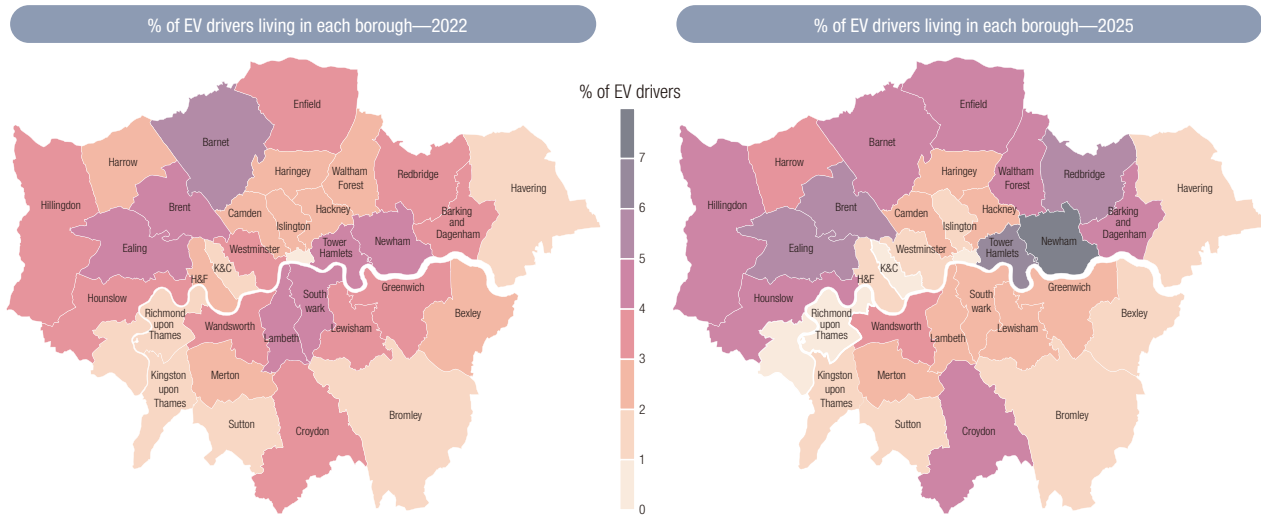 % of EV drivers living in each borough—2022
Enfield
Barnet
Harrow
Haringey
Waltham
Forest
Redbridge
Havering
Hillingdon
Brent
Camden
Hackney
Islington
Barking
and
Dagenham
Ealing
Westminster
Tower
Hamlets
Newham
K&C
H&F
Hounslow
South
wark
Greenwich
Richmond
upon
Thames
Wandsworth
Lambeth
Lewisham
Bexley
Kingston
upon
Thames
Merton
Sutton
Croydon
Bromley
% of EV drivers
7
6
5
4
3
2
1
0
% of EV drivers living in each borough—2025
Enfield
Barnet
Harrow
Haringey
Waltham
Forest
Redbridge
Havering
Hillingdon
Brent
Camden
Hackney
Islington
Barking
and
Dagenham
Ealing
Westminster
Tower
Hamlets
Newham
K&C
H&F
Hounslow
South
wark
Greenwich
Richmond
upon
Thames
Wandsworth
Lambeth
Lewisham
Bexley
Kingston
upon
Thames
Merton
Sutton
Croydon
Bromley